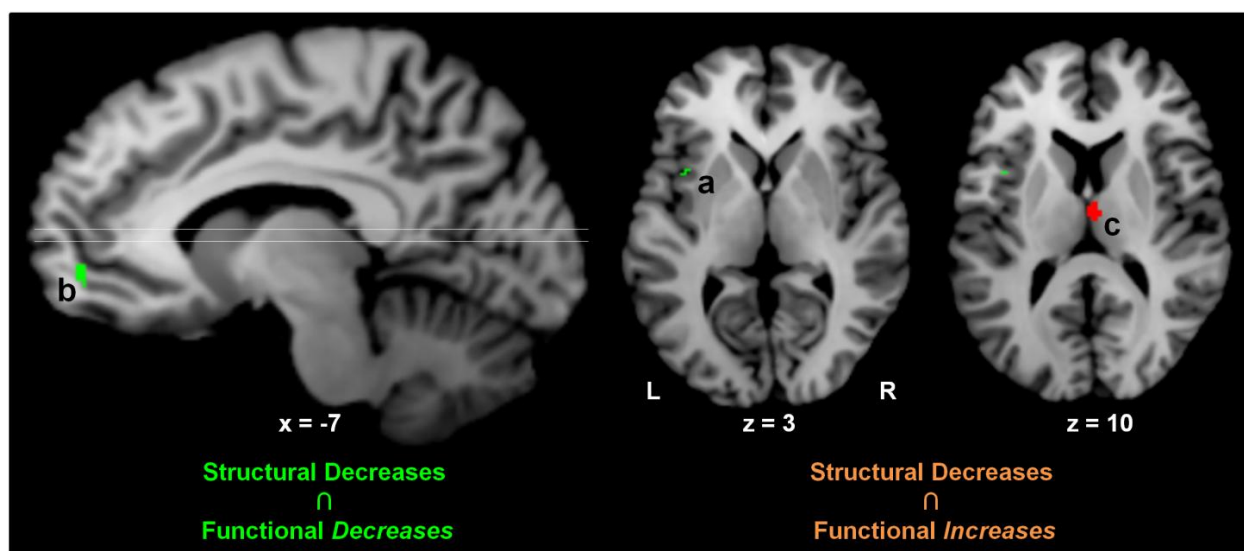 b
a
c
L
R
x = -7
z = 3
z = 10
Structural Decreases
∩
Functional Decreases
Structural Decreases
∩
Functional Increases